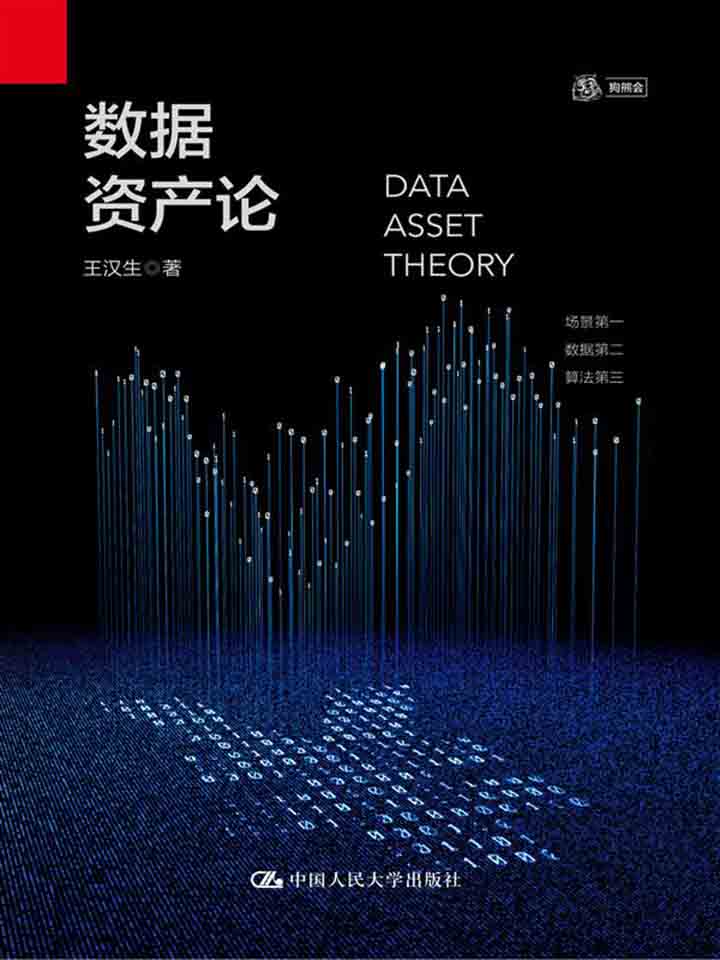 狗熊会
数据
资产论
DATA
ASSET
THEORY
王汉生 著
场景第一
数据第二
算法第三
中国人民大学出版社